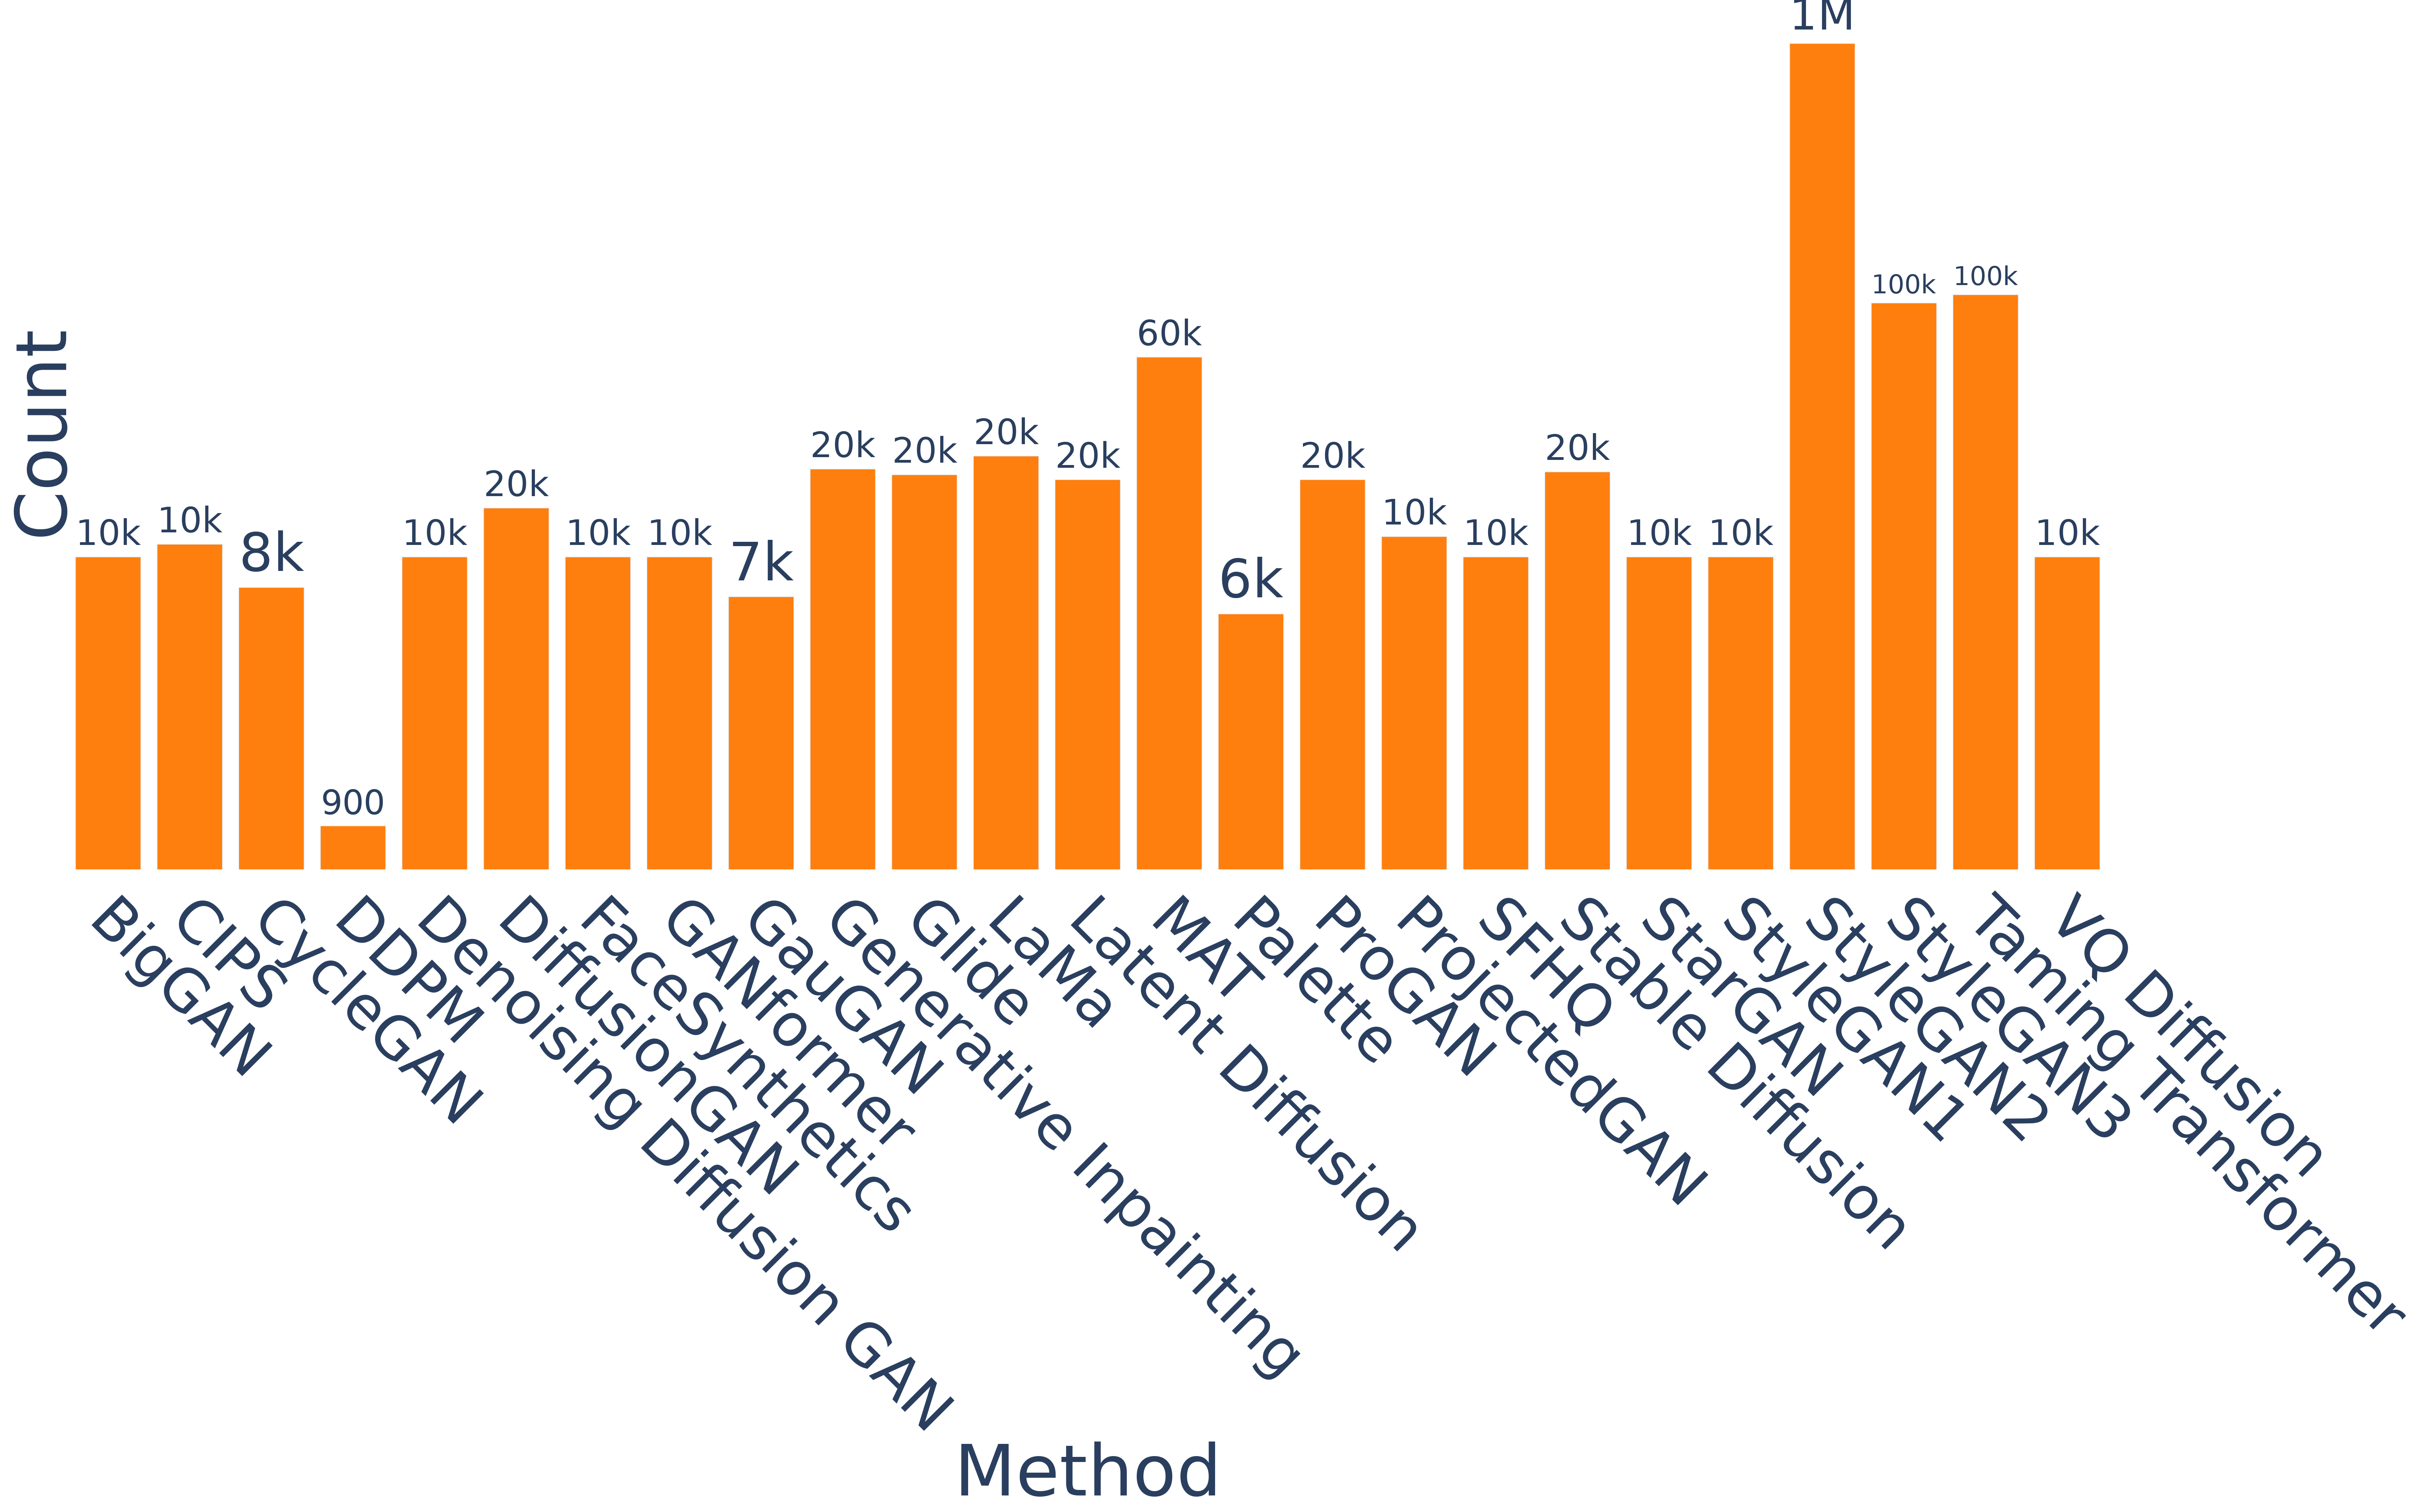 Count
10k
10k
8k
900
10k
20k
10k
10k
7k
20k
20k
20k
20k
60k
6k
20k
10k
10k
20k
10k
10k
1M
100k
100k
10k
BigGAN
CIPS
CycleGAN
DDPM
Denoising Diffusion GAN
DiffusionGAN
FaceSynthetics
GANformer
GauGAN
Generative Inpainting
Glide
LaMa
Latent Diffusion
MAT
Palette
ProGAN
ProjectedGAN
SFHQ
Stable Diffusion
StarGAN
StyleGAN1
StyleGAN2
StyleGAN3
Taming Transformer
VQ Diffusion
Method